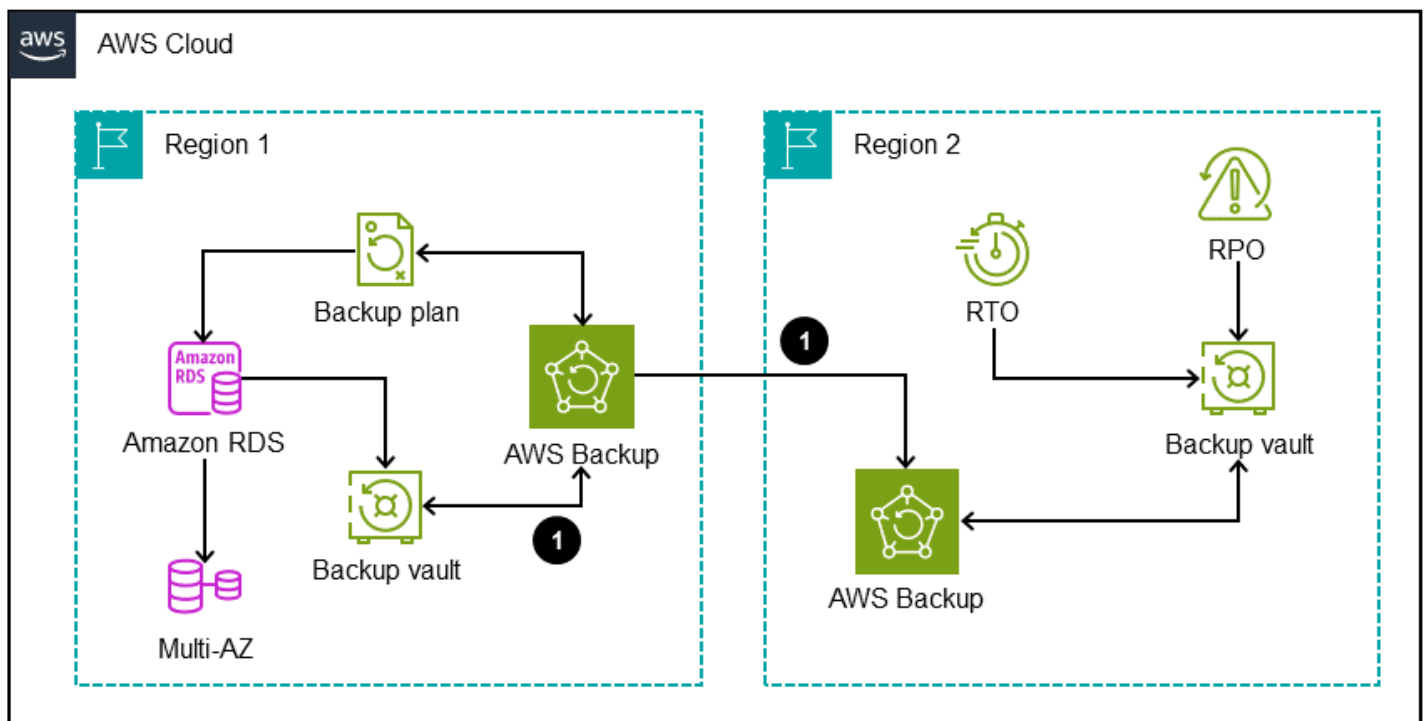 aws
AWS Cloud
Region 1
Region 2
Backup plan
RTO
RPO
1
Amazon
RDS
Amazon RDS
AWS Backup
Backup vault
1
Backup vault
AWS Backup
Multi-AZ